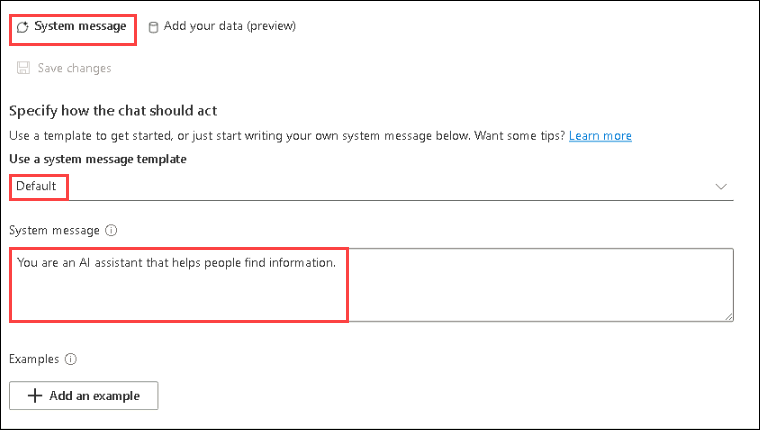 System message Add your data (preview)
Save changes
Specify how the chat should act
Use a template to get started, or just start writing your own system message below. Want some tips? Learn more
Use a system message template
Default
System message
You are an AI assistant that helps people find information.
Examples
Add an example